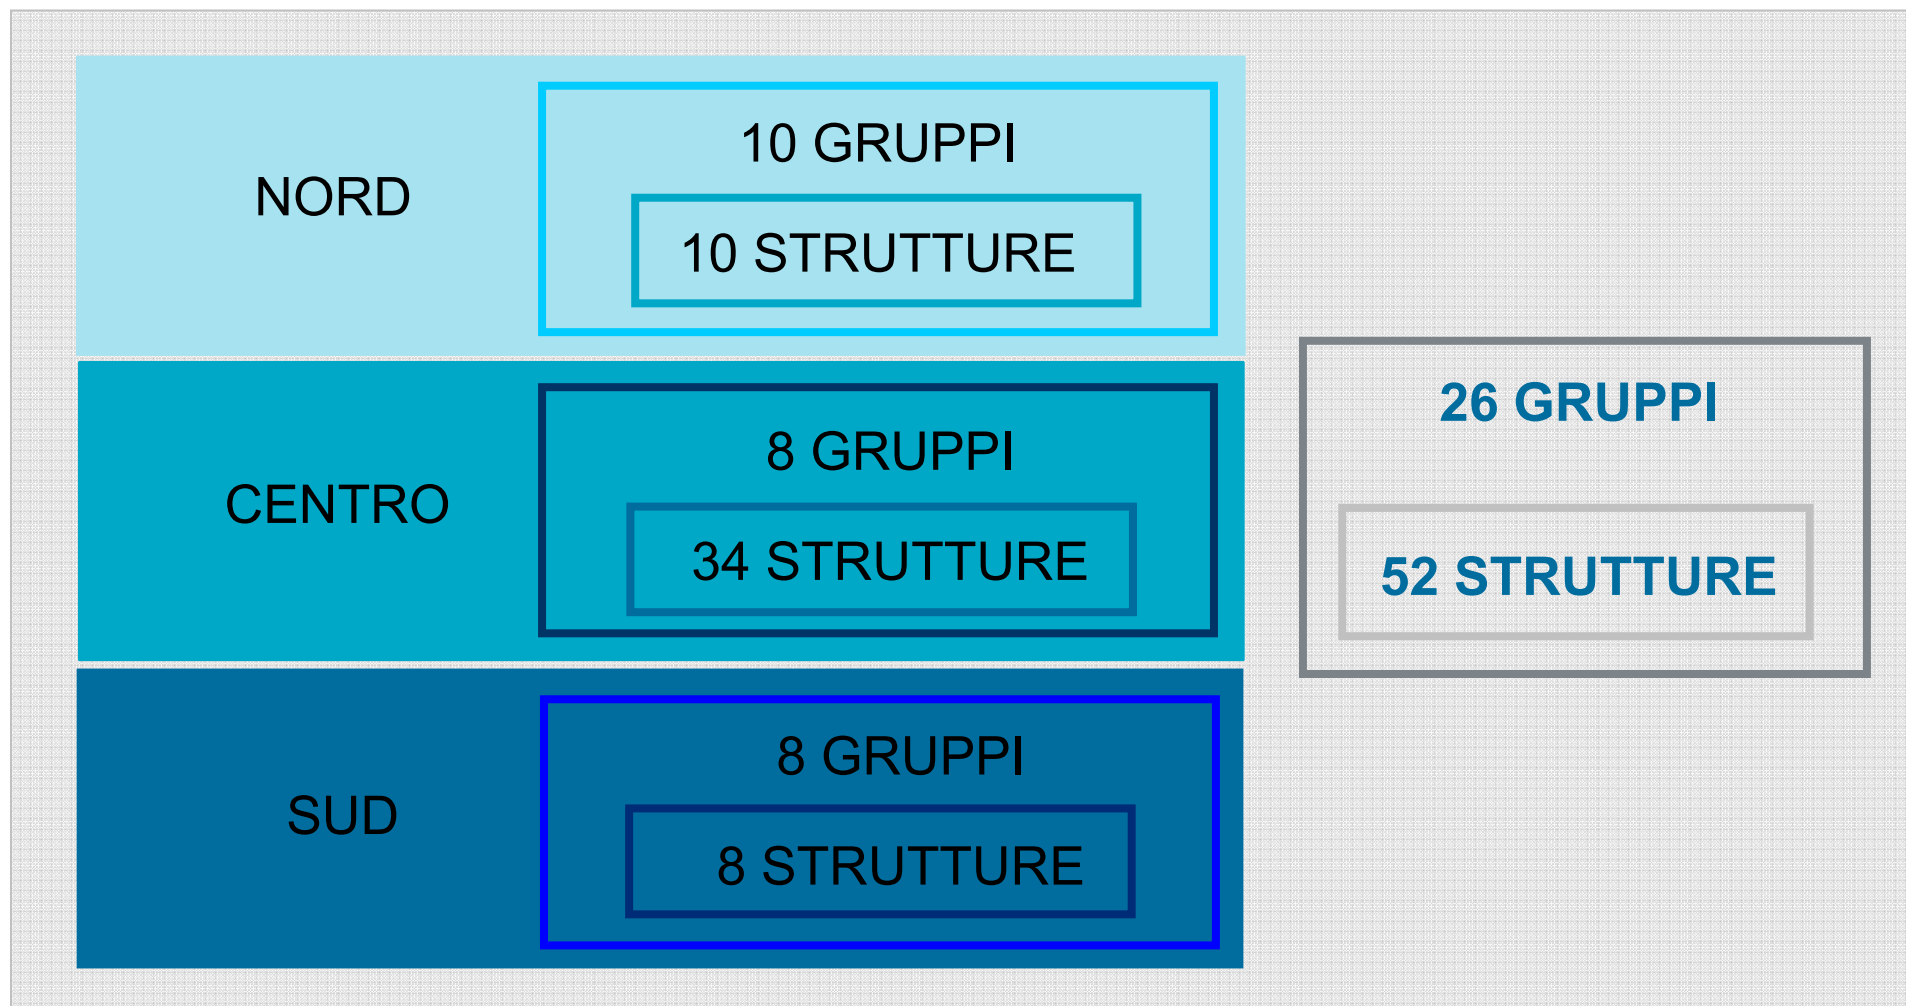 NORD
10 GRUPPI
10 STRUTTURE
CENTRO
8 GRUPPI
34 STRUTTURE
SUD
8 GRUPPI
8 STRUTTURE
26 GRUPPI
52 STRUTTURE